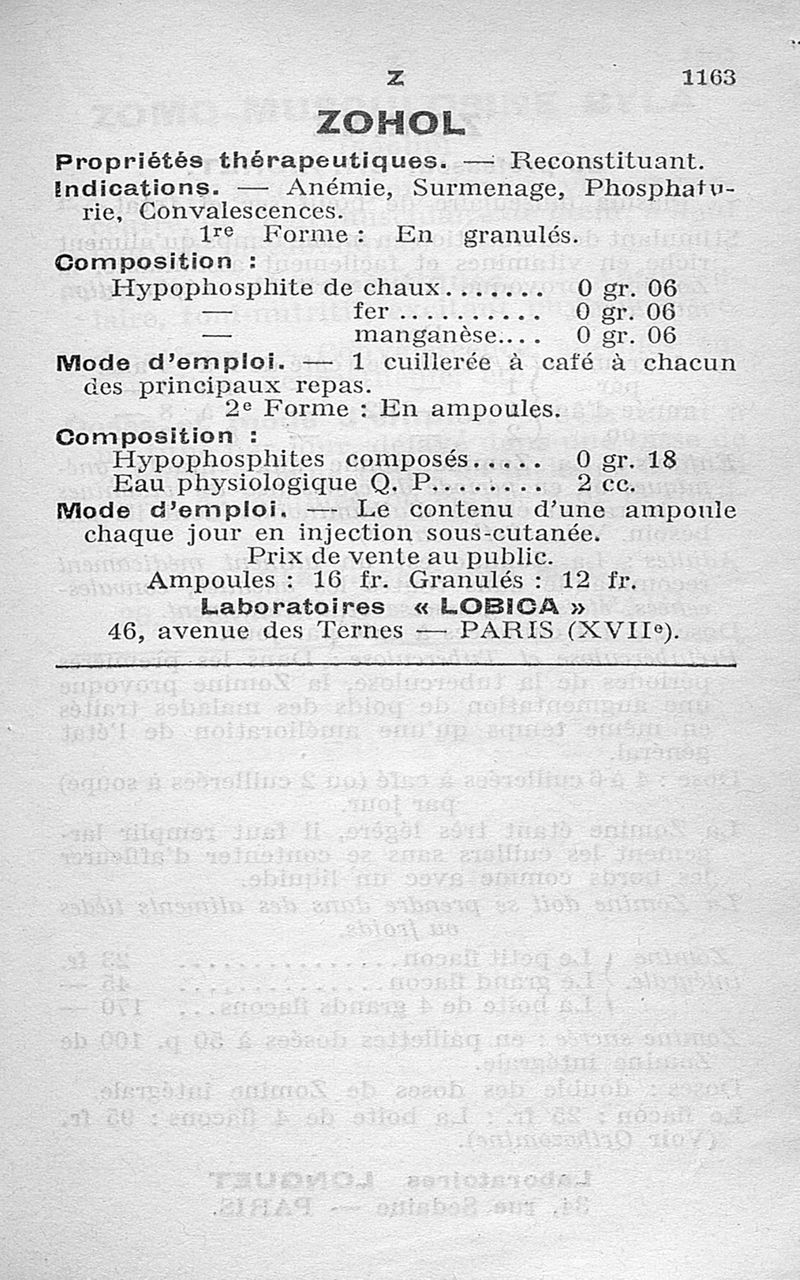 Z 1163
ZOHOL
Propriétés thérapeutiques. — Reconstituant.
Indications. — Anémie, Surmenage, Phosphatu-
rie, Convalescences.
1re Forme : En granulés.
Composition :
Hypophosphite de chaux....... 0 gr. 06
— fer.......... 0 gr. 06
— manganèse.... 0 gr. 06
Mode d'emploi. — 1 cuillerée à café à chacun
des principaux repas.
2e Forme : En ampoules.
Composition :
Hypophosphites composés..... 0 gr. 18
Eau physiologique Q. P......... 2 cc.
Mode d'emploi. — Le contenu d'une ampoule
chaque jour en injection sous-cutanée.
Prix de vente au public.
Ampoules : 16 fr. Granulés : 12 fr.
Laboratoires « LOBICA »
46, avenue des Ternes — PARIS (XVIIe).